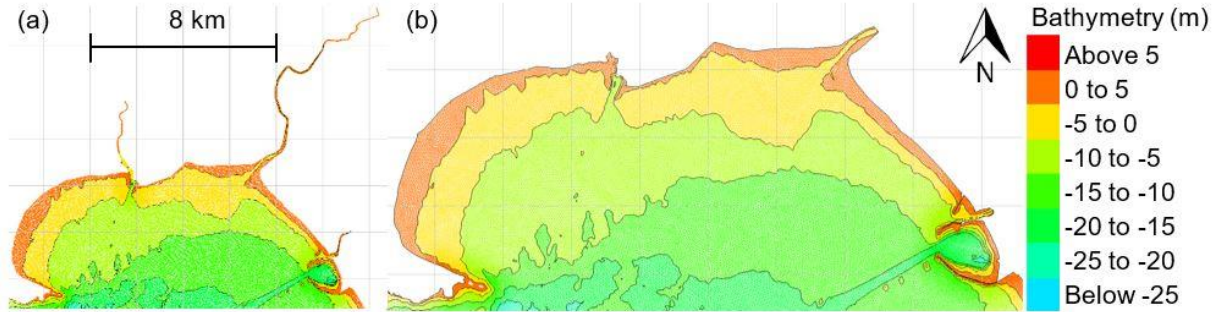 (a)
8 km
(b)
N
Bathymetry (m)
Above 5
0 to 5
-5 to 0
-10 to -5
-15 to -10
-20 to -15
-25 to -20
Below -25